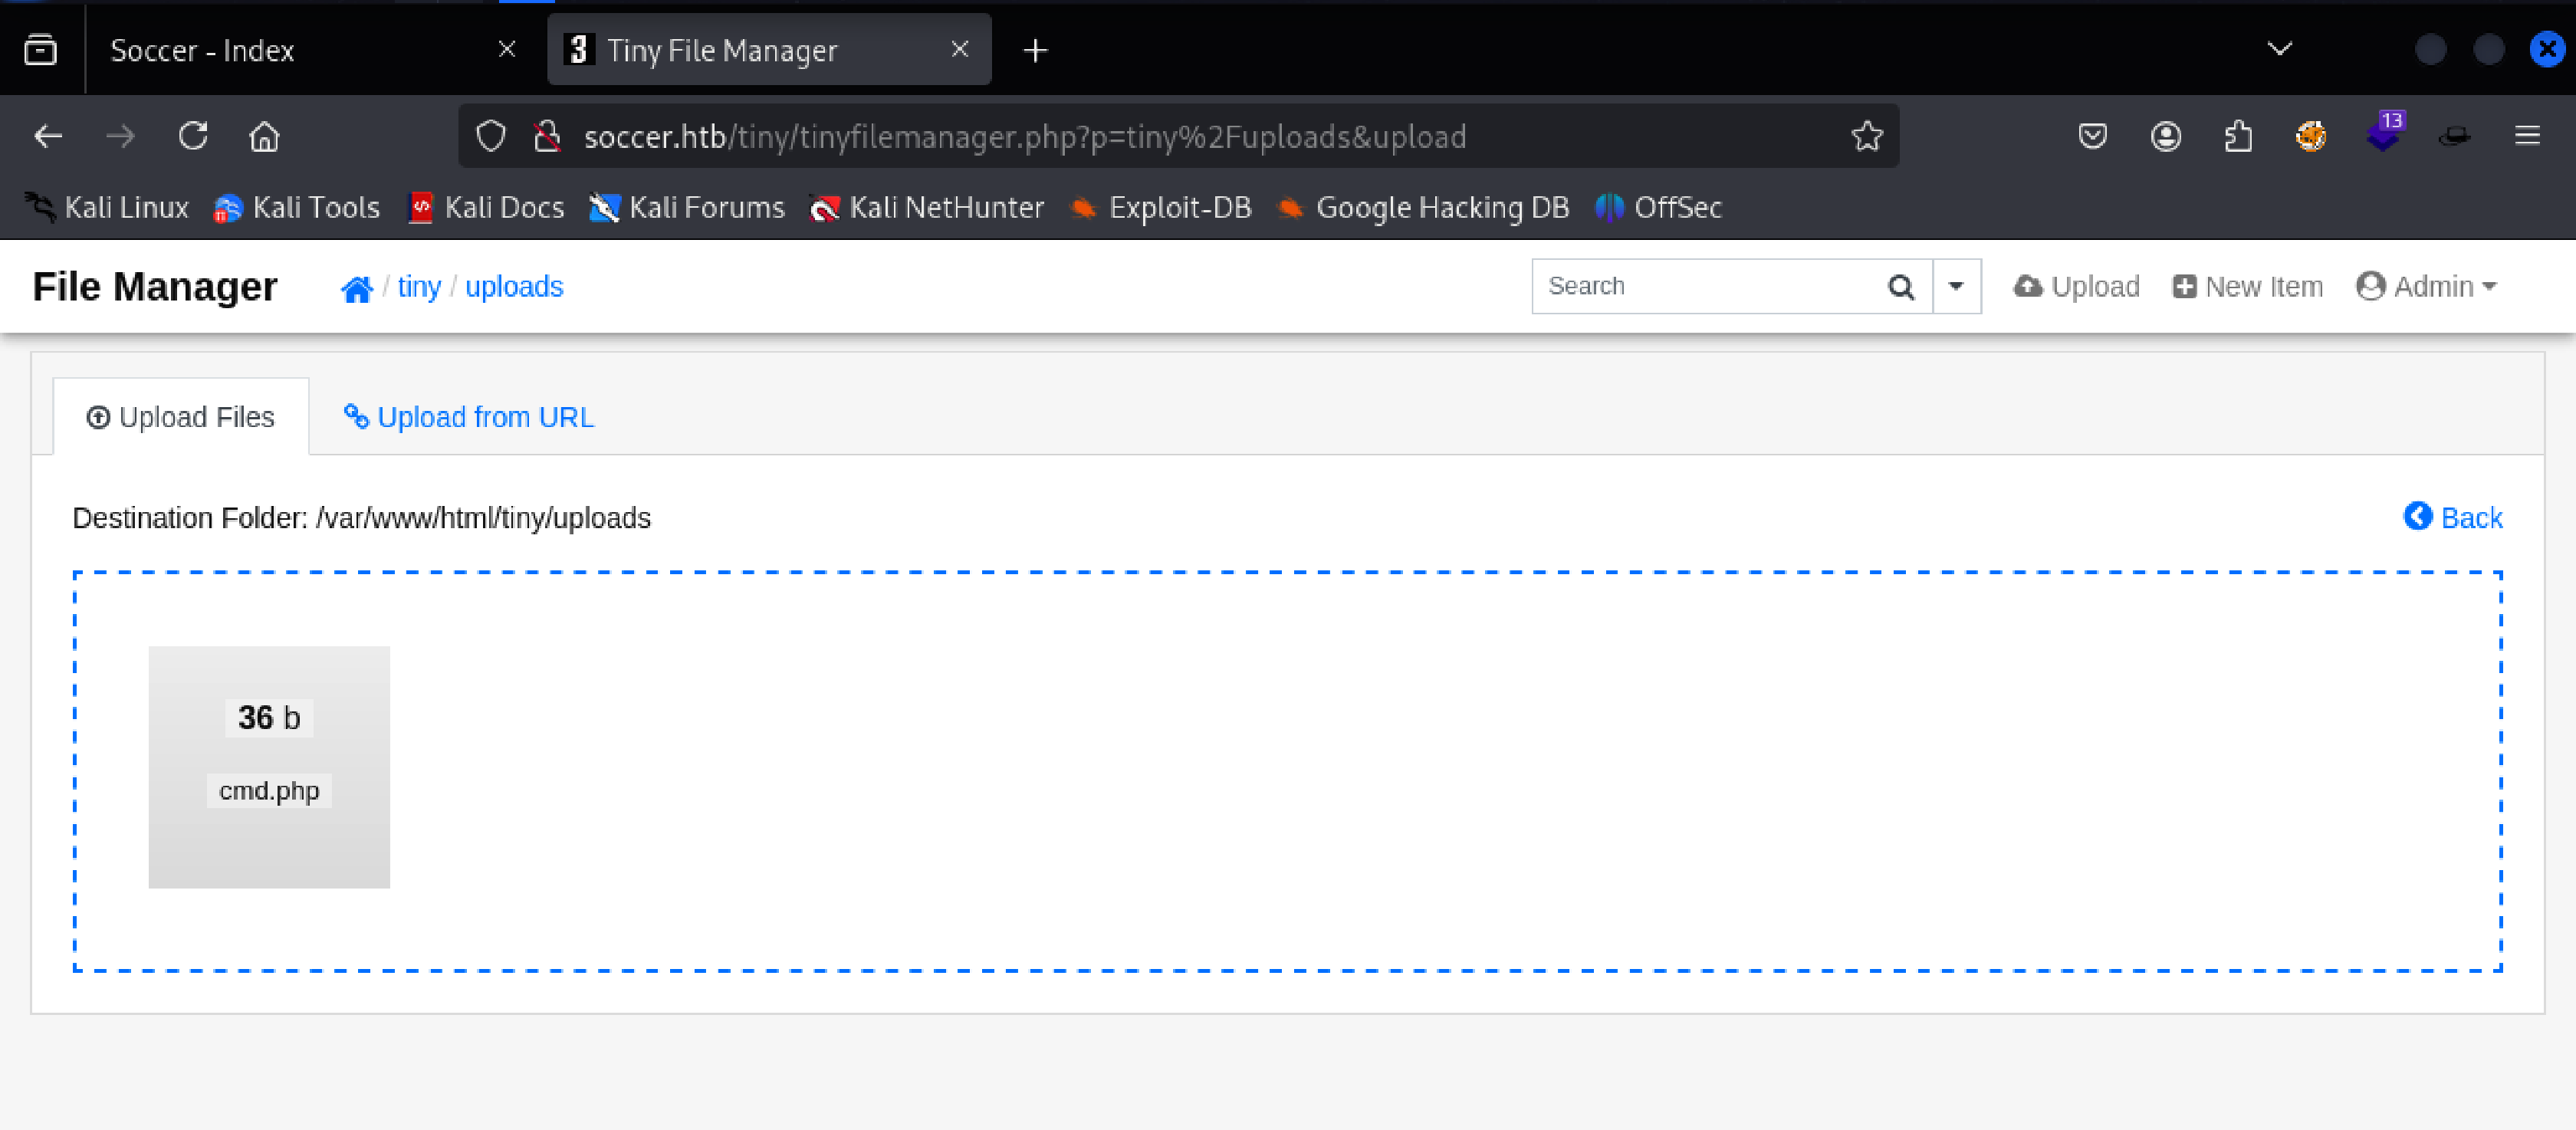 Soccer - Index
3 Tiny File Manager
soccer.htb/tiny/tinyfilemanager.php?p=tiny%2Fuploads&upload
13
Kali Linux Kali Tools Kali Docs Kali Forums Kali NetHunter Exploit-DB Google Hacking DB OffSec
File Manager / tiny / uploads Search Upload New Item Admin
Upload Files Upload from URL
Destination Folder: /var/www/html/tiny/uploads Back
36 b
cmd.php